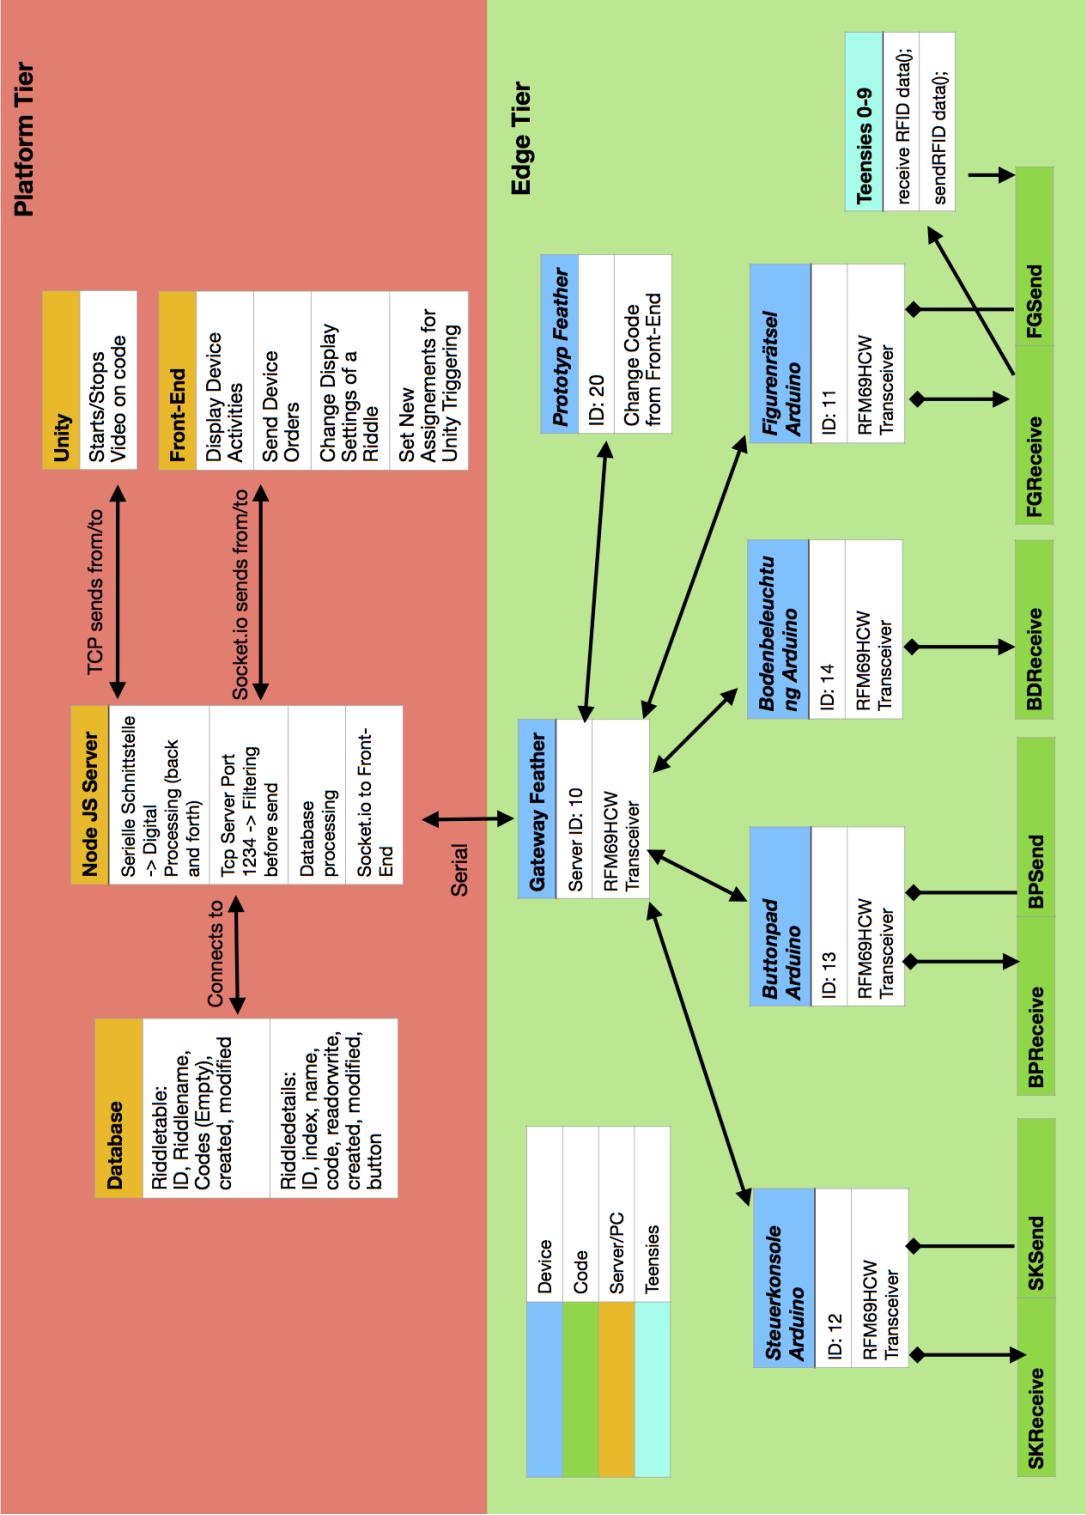 Platform Tier
Database
Riddletable:
ID, Riddlename,
Codes (Empty),
created, modified
Riddledetails:
ID, index, name,
code, readorwrite,
created, modified,
button
Connects to
Node JS Server
Serielle Schnittstelle
-> Digital
Processing (back
and forth)
Tcp Server Port
1234 -> Filtering
before send
Database
processing
Socket.io to Front-
End
TCP sends from/to
Socket.io sends from/to
Unity
Starts/Stops
Video on code
Front-End
Display Device
Activities
Send Device
Orders
Change Display
Settings of a
Riddle
Set New
Assignements for
Unity Triggering
Serial
Edge Tier
Device
Code
Server/PC
Teensies
Gateway Feather
Server ID: 10
RFM69HCW
Transceiver
Prototyp Feather
ID: 20
Change Code
from Front-End
Steuerkonsole
Arduino
ID: 12
RFM69HCW
Transceiver
Buttonpad
Arduino
ID: 13
RFM69HCW
Transceiver
Bodenbeleuchtu
ng Arduino
ID: 14
RFM69HCW
Transceiver
Figurenrätsel
Arduino
ID: 11
RFM69HCW
Transceiver
Teensies 0-9
receive RFID data();
sendRFID data();
SKReceive
SKSend
BPReceive
BPSend
BDReceive
FGReceive
FGSend